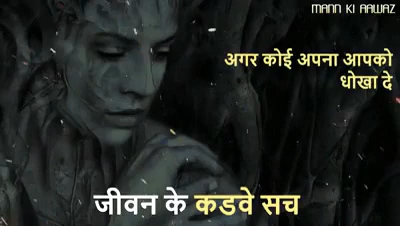 MANN KI AAWAZ
अगर कोई अपना आपको
धोखा दे
जीवन के कडवे सच